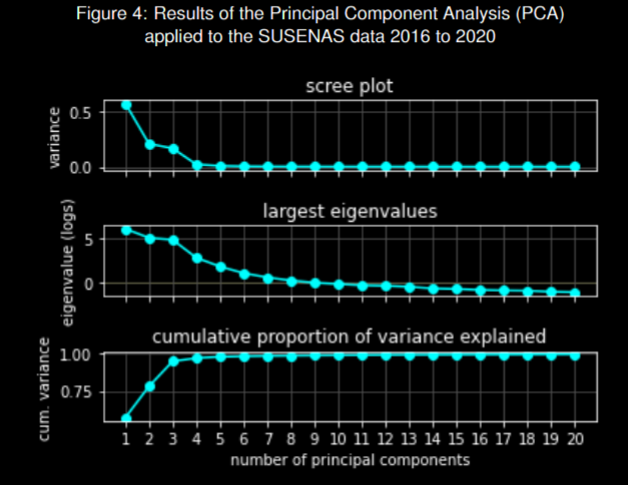 Figure 4: Results of the Principal Component Analysis (PCA)
applied to the SUSENAS data 2016 to 2020
scree plot
variance
0.5
0.0
largest eigenvalues
eigenvalue (logs)
5
0
cumulative proportion of variance explained
cum. variance
1.00
0.75
1 2 3 4 5 6 7 8 9 10 11 12 13 14 15 16 17 18 19 20
number of principal components